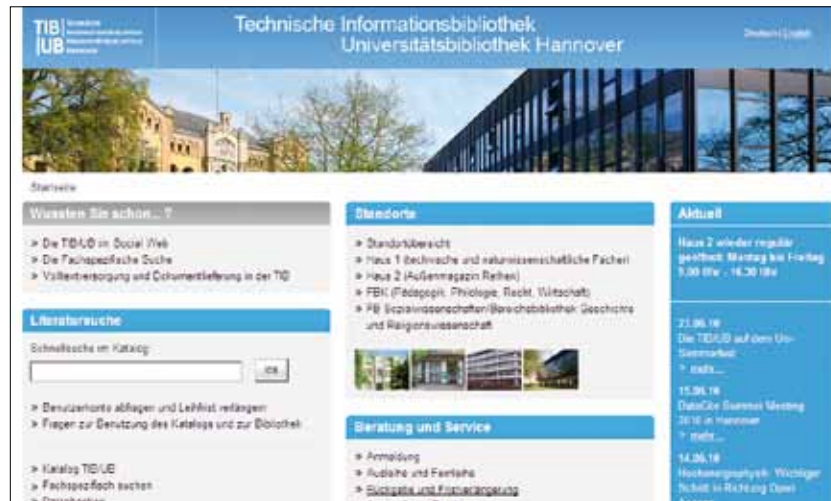 TIB
UB
Technische Informationsbibliothek
Universitätsbibliothek Hannover
Deutsch | English
Startseite
Wussten Sie schon... ?
» Die TIB/UB im Social Web
» Die Fachspezifische Suche
» Volltextversorgung und Dokumentlieferung in der TIB
Literatursuche
Schnellsuche im Katalog:
» Benutzerkonto abfragen und Leihfrist verlängern
» Fragen zur Benutzung des Katalogs und zur Bibliothek
» Katalog TIB/UB
» Fachspezifisch suchen
» Datenbanken
Standorte
» Standortübersicht
» Haus 1 (technische und naturwissenschaftliche Fächer)
» Haus 2 (Außenmagazin Rethen)
» FBK (Pädagogik, Philologie, Recht, Wirtschaft)
» FB Sozialwissenschaften/Bereichsbibliothek Geschichte
und Religionswissenschaft
Beratung und Service
» Anmeldung
» Ausleihe und Fernleihe
» Rückgabe und Fristverlängerung
Aktuell
Haus 2 wieder regulär
geöffnet: Montag bis Freitag
9.00 Uhr - 16.30 Uhr
23.06.10
Die TIB/UB auf dem Uni-
Sommerfest
> mehr...
15.06.10
DataCite Summer Meeting
2010 in Hannover
> mehr...
14.06.10
Wichtiger
Schritt in Richtung Open